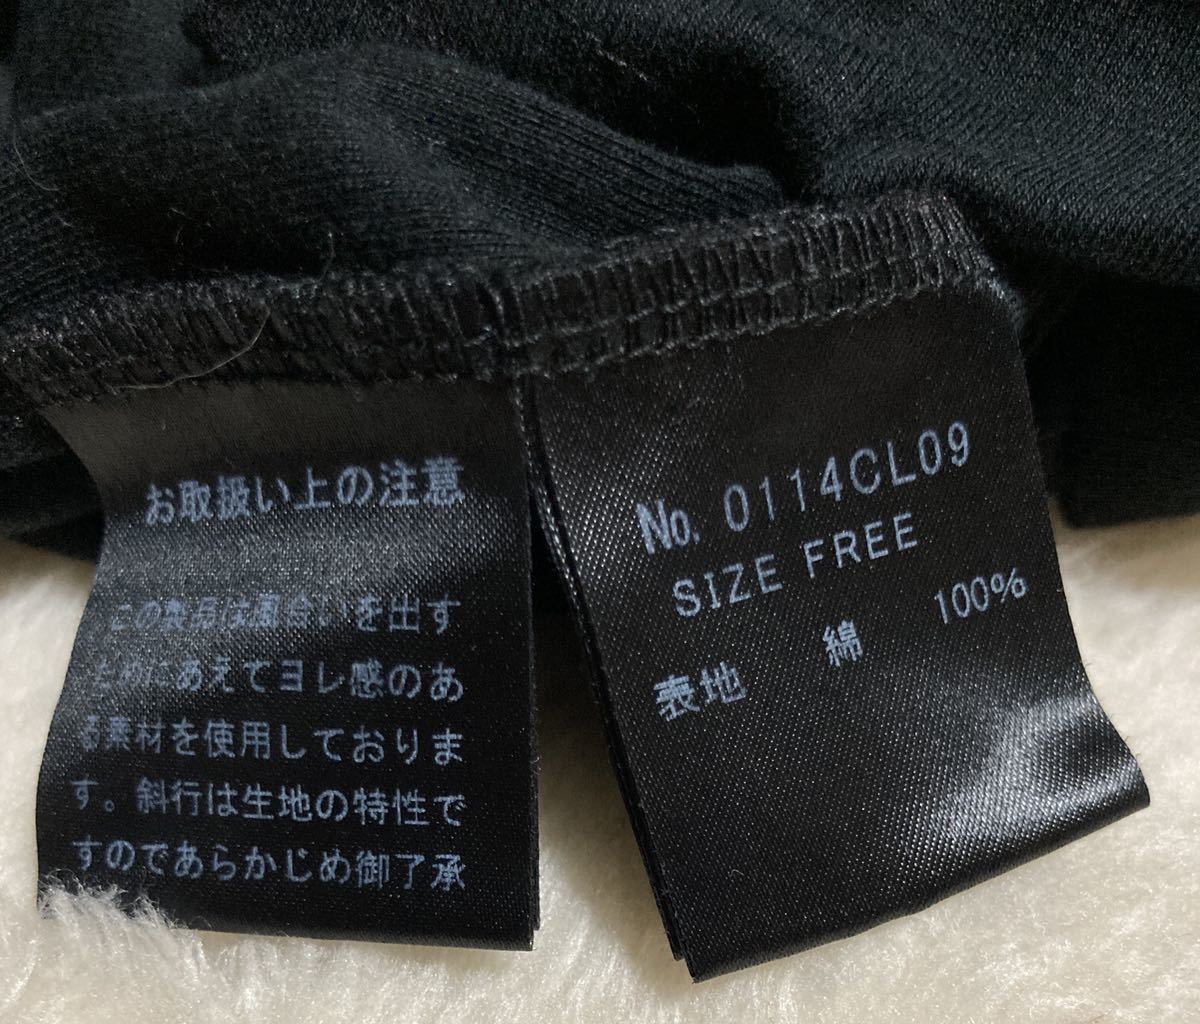 お取扱い上の注意
この製品は風合いを出す
ためにあえてヨレ感のあ
る素材を使用しておりま
す。斜行は生地の特性で
すのであらかじめ御了承
No. 0114CL09
SIZE FREE
表地 綿 100%